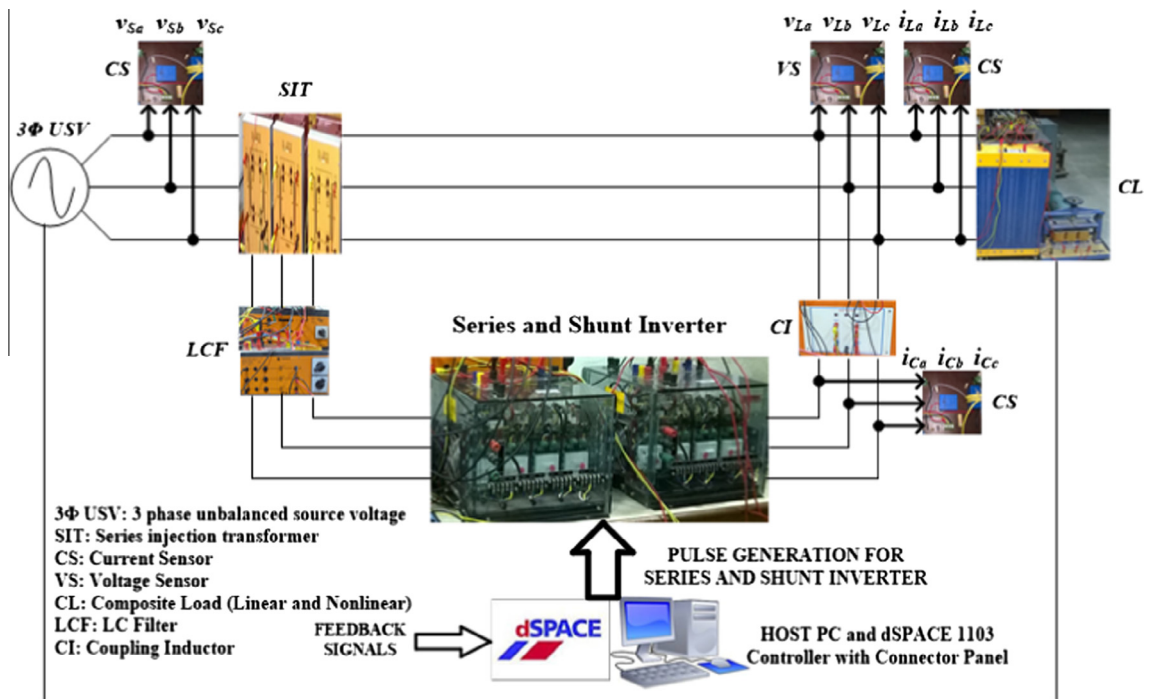 vSa vSb vSc
CS
3Φ USV
SIT
vLa vLb vLc iLa iLb iLc
VS
CS
CL
LCF
Series and Shunt Inverter
CI
iCa iCb iCc
CS
3Φ USV: 3 phase unbalanced source voltage
SIT: Series injection transformer
CS: Current Sensor
VS: Voltage Sensor
CL: Composite Load (Linear and Nonlinear)
LCF: LC Filter
CI: Coupling Inductor
FEEDBACK
SIGNALS
dSPACE
PULSE GENERATION FOR
SERIES AND SHUNT INVERTER
HOST PC and dSPACE 1103
Controller with Connector Panel